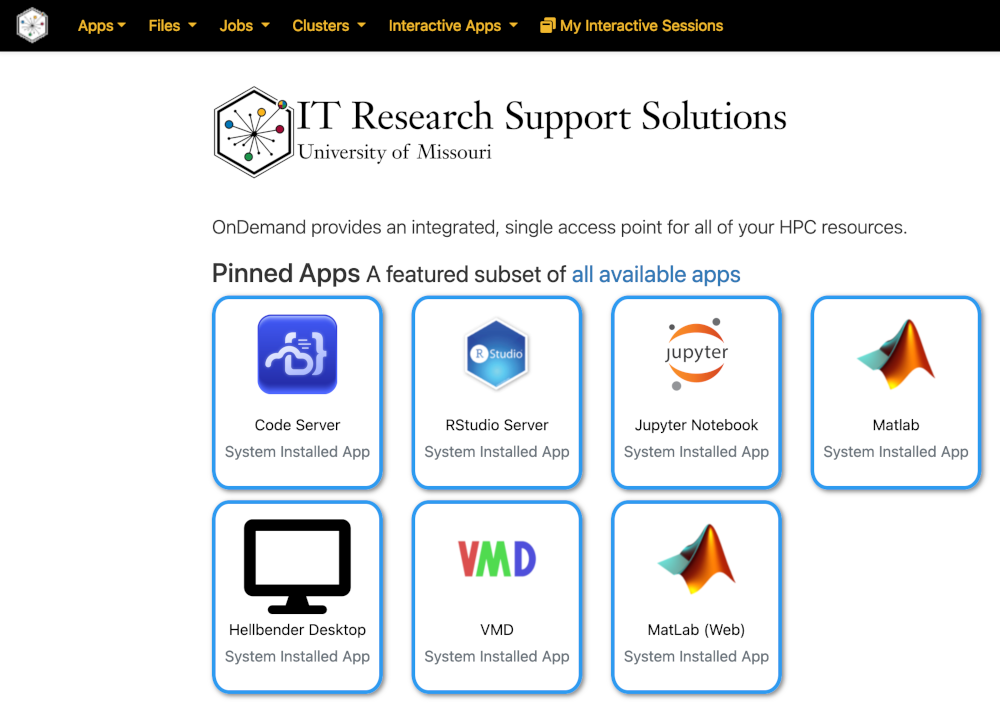 Apps Files Jobs Clusters Interactive Apps My Interactive Sessions
IT Research Support Solutions
University of Missouri
OnDemand provides an integrated, single access point for all of your HPC resources.
Pinned Apps A featured subset of all available apps
R Studio jupyter
Code Server RStudio Server Jupyter Notebook Matlab
System Installed App System Installed App System Installed App System Installed App
VMD
Hellbender Desktop VMD MatLab (Web)
System Installed App System Installed App System Installed App